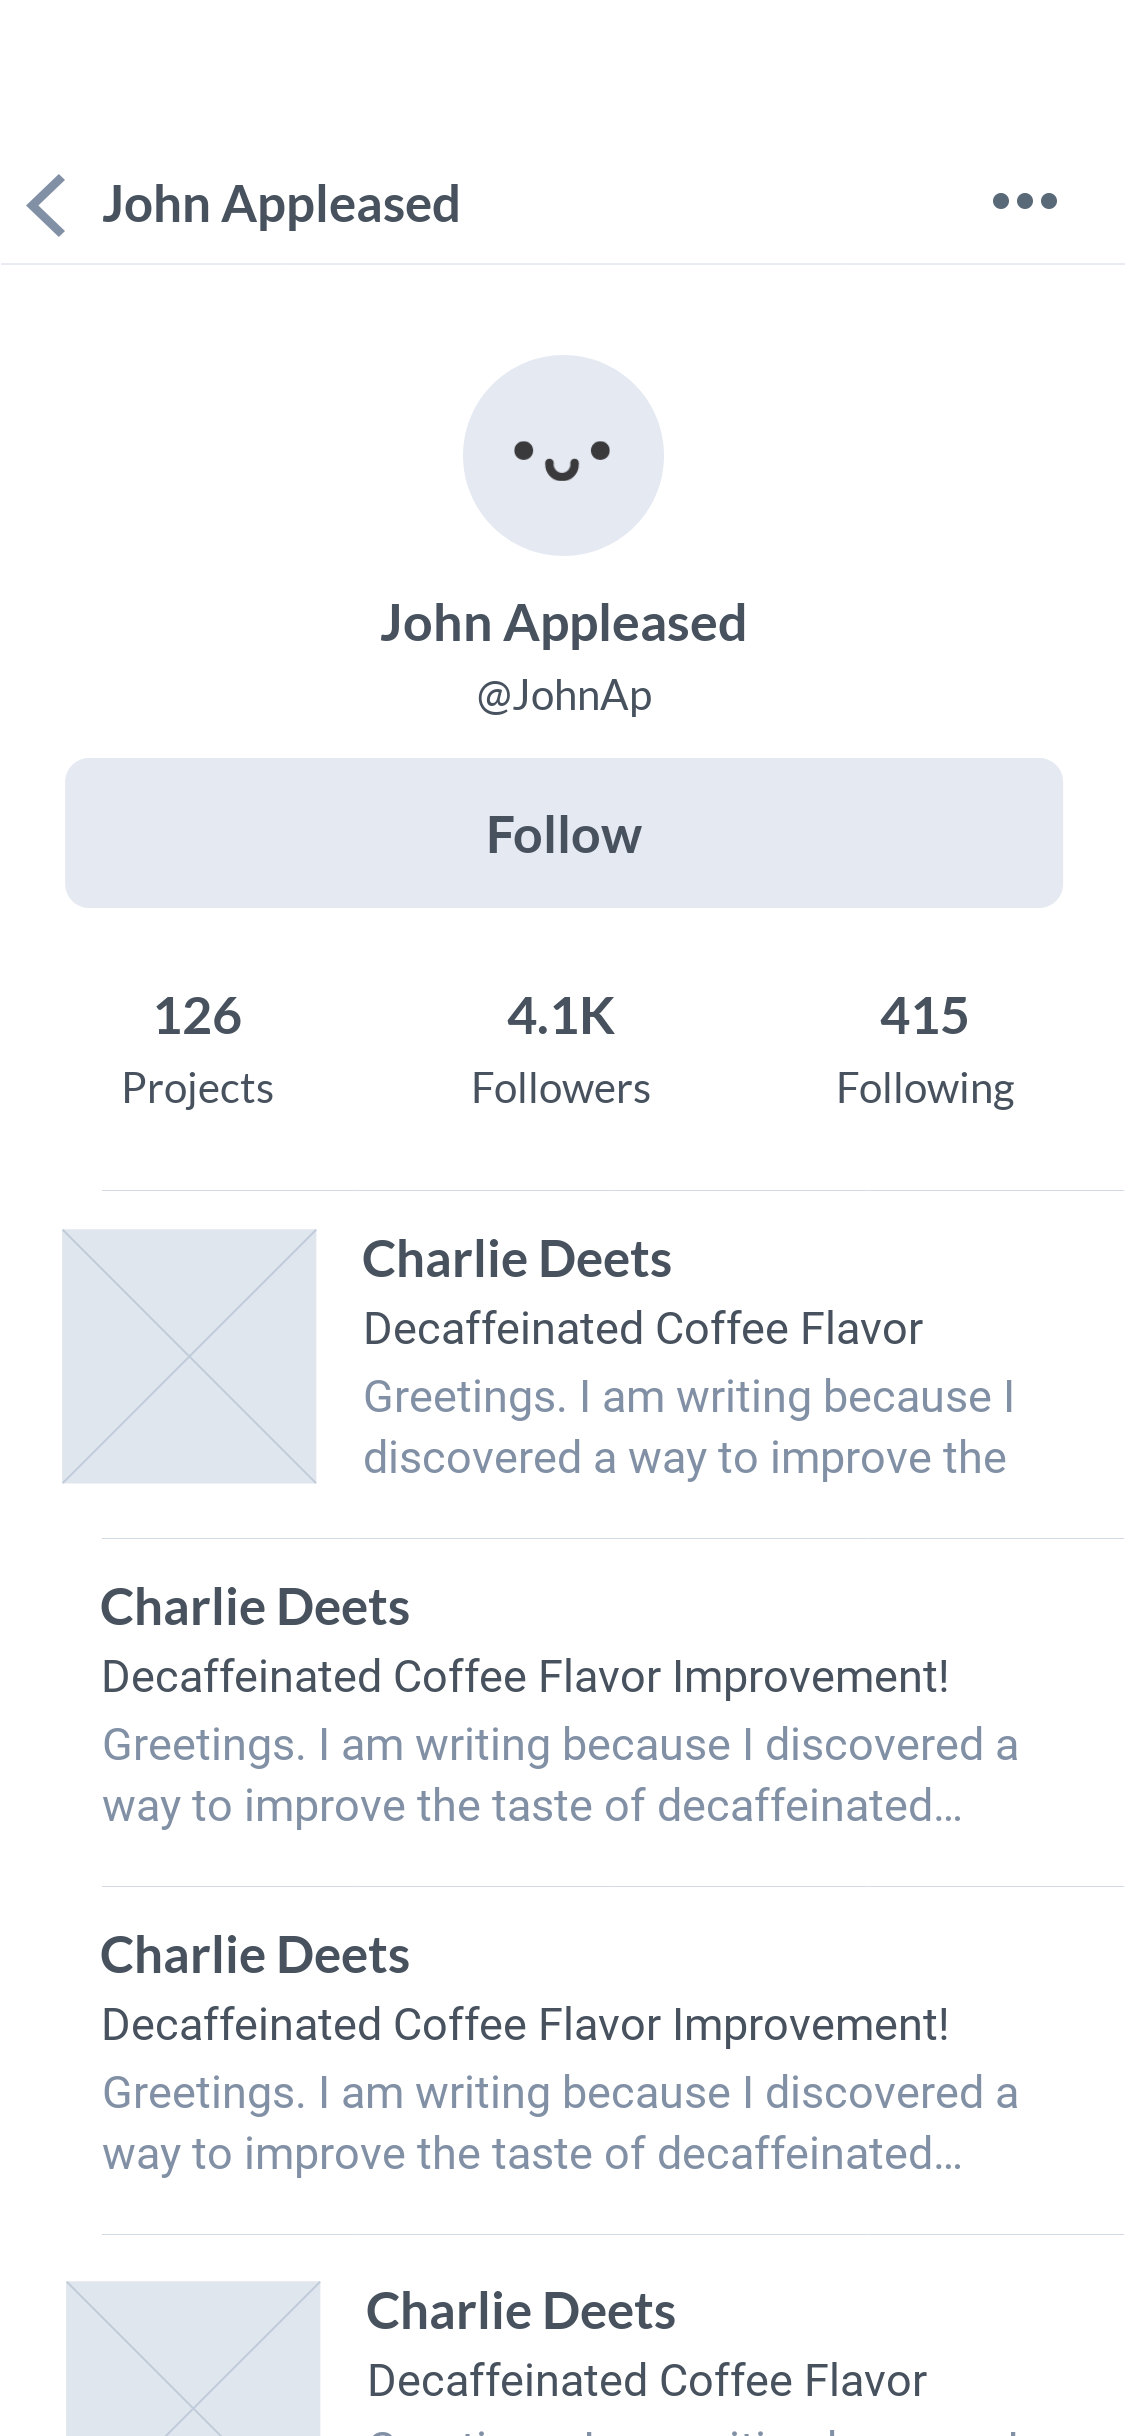 John Appleased
John Appleased
@JohnAp
Follow
126
4.1K
415
Projects
Followers
Following
Charlie Deets
Decaffeinated Coffee Flavor
Greetings. I am writing because I
discovered a way to improve the
Charlie Deets
Decaffeinated Coffee Flavor Improvement!
Greetings. I am writing because I discovered a
way to improve the taste of decaffeinated…
Charlie Deets
Decaffeinated Coffee Flavor Improvement!
Greetings. I am writing because I discovered a
way to improve the taste of decaffeinated…
Charlie Deets
Decaffeinated Coffee Flavor